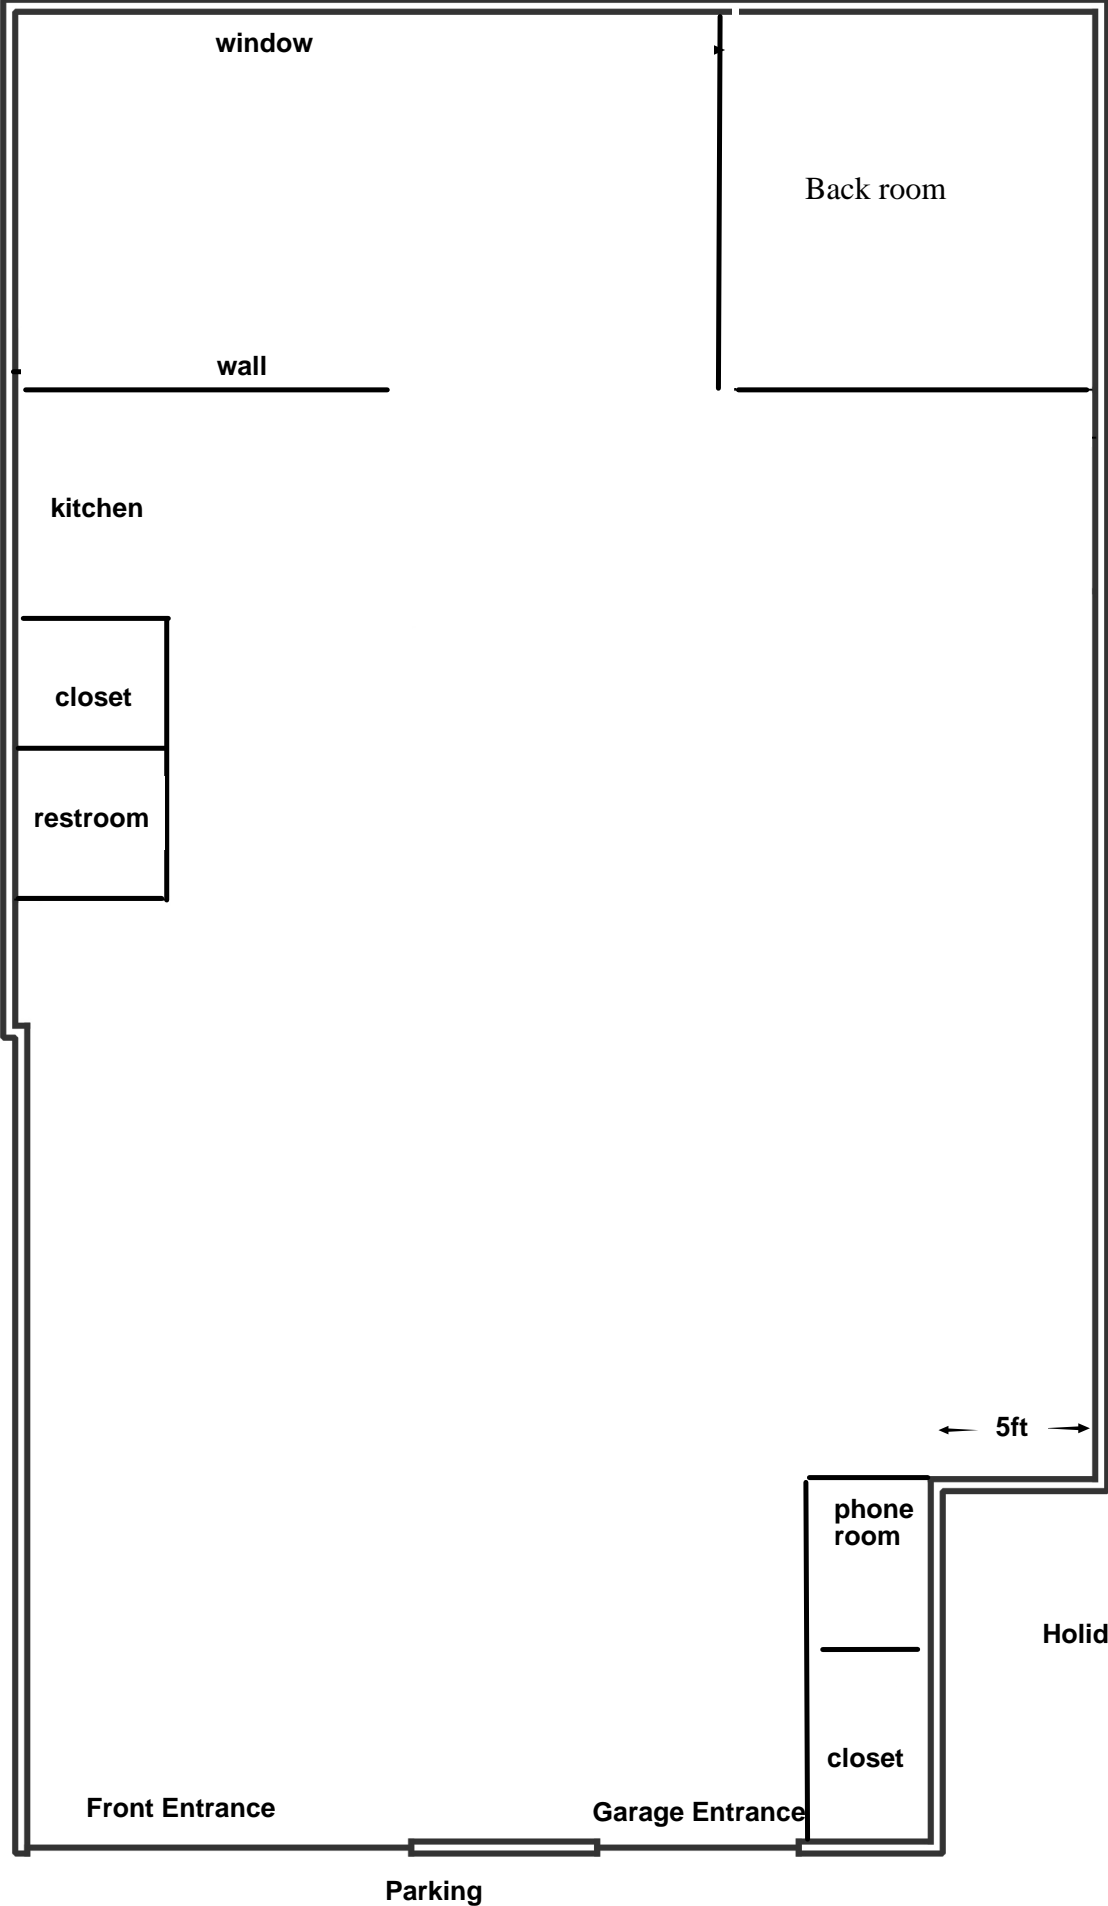 window
Back room
wall
kitchen
closet
restroom
5ft
phone
room
Holid
closet
Front Entrance
Garage Entrance
Parking